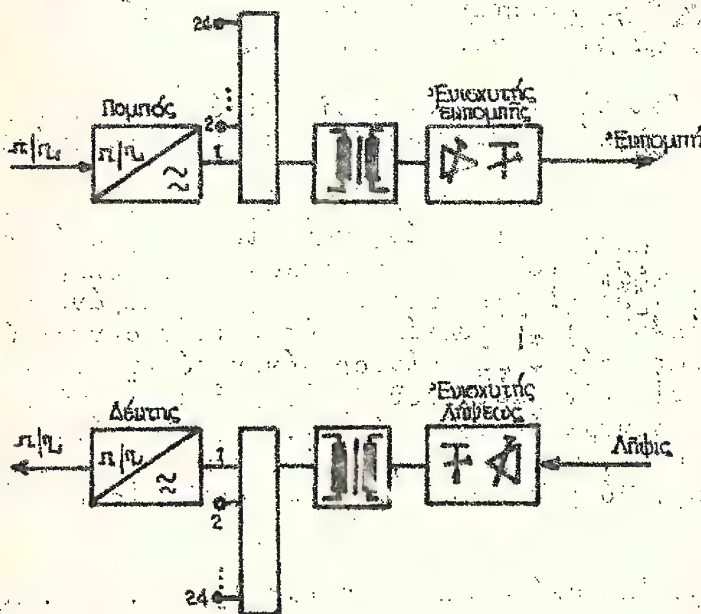 24
Πομπός
2
1
Ἐνισχυτής
ἐκπομπῆς
Ἐκπομπή
Δέκτης
1
2
24
Ἐνισχυτής
Λήψεως
Λῆψις